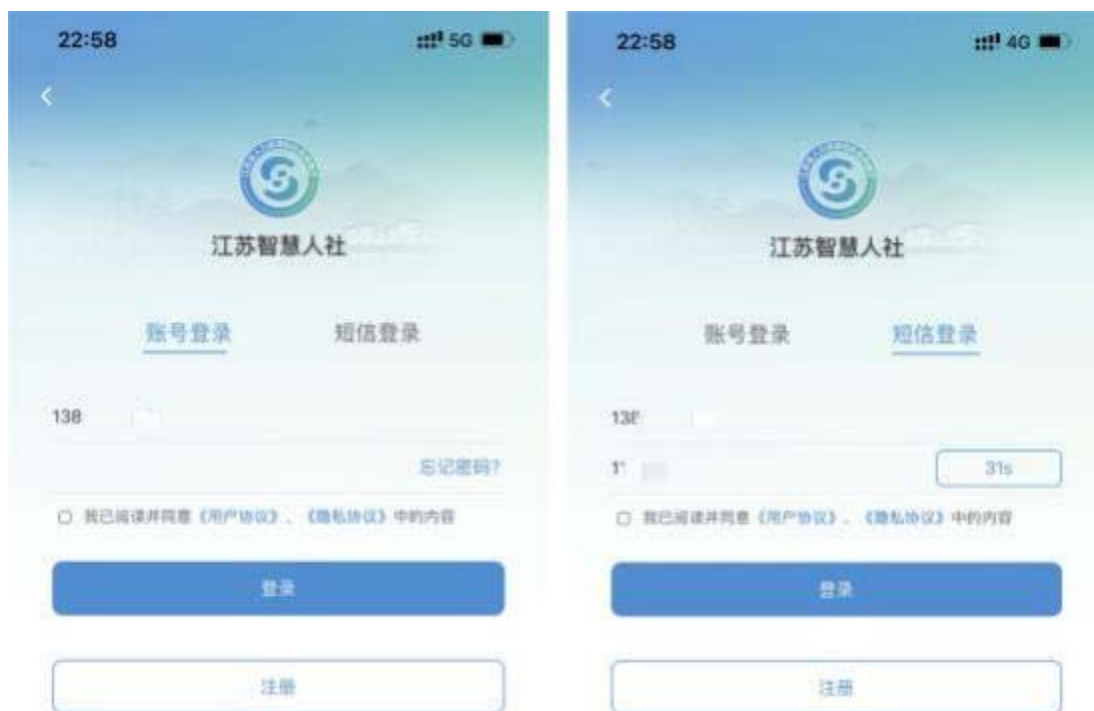 22:58
5G
江苏智慧人社
账号登录
短信登录
138
忘记密码?
我已阅读并同意《用户协议》、《隐私协议》中的内容
登录
注册
22:58
4G
江苏智慧人社
账号登录
短信登录
31s
我已阅读并同意《用户协议》、《隐私协议》中的内容
登录
注册